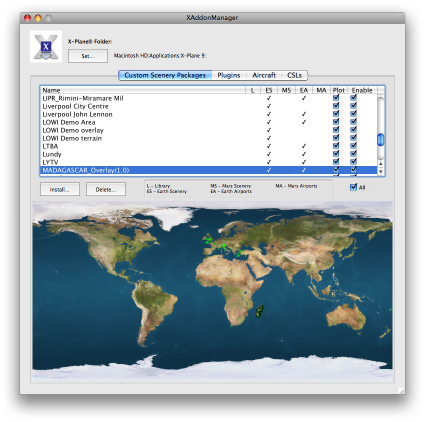 XAddonManager
X-Plane® Folder:
Set... Macintosh HD:Applications:X-Plane 9:
Custom Scenery Packages Plugins Aircraft CSLs
Name L ES MS EA MA Plot Enable
LIPR_Rimini-Miramare Mil ✓ ✓
Liverpool City Centre ✓
Liverpool John Lennon ✓ ✓
LOWI Demo Area ✓ ✓
LOWI Demo overlay ✓
LOWI Demo terrain ✓
LTBA ✓ ✓
Lundy ✓ ✓
LYTV ✓ ✓
MADAGASCAR_Overlay(1.0) ✓ ✓
Install... Delete...
L - Library MS - Mars Scenery MA - Mars Airports
ES - Earth Scenery EA - Earth Airports
All
X